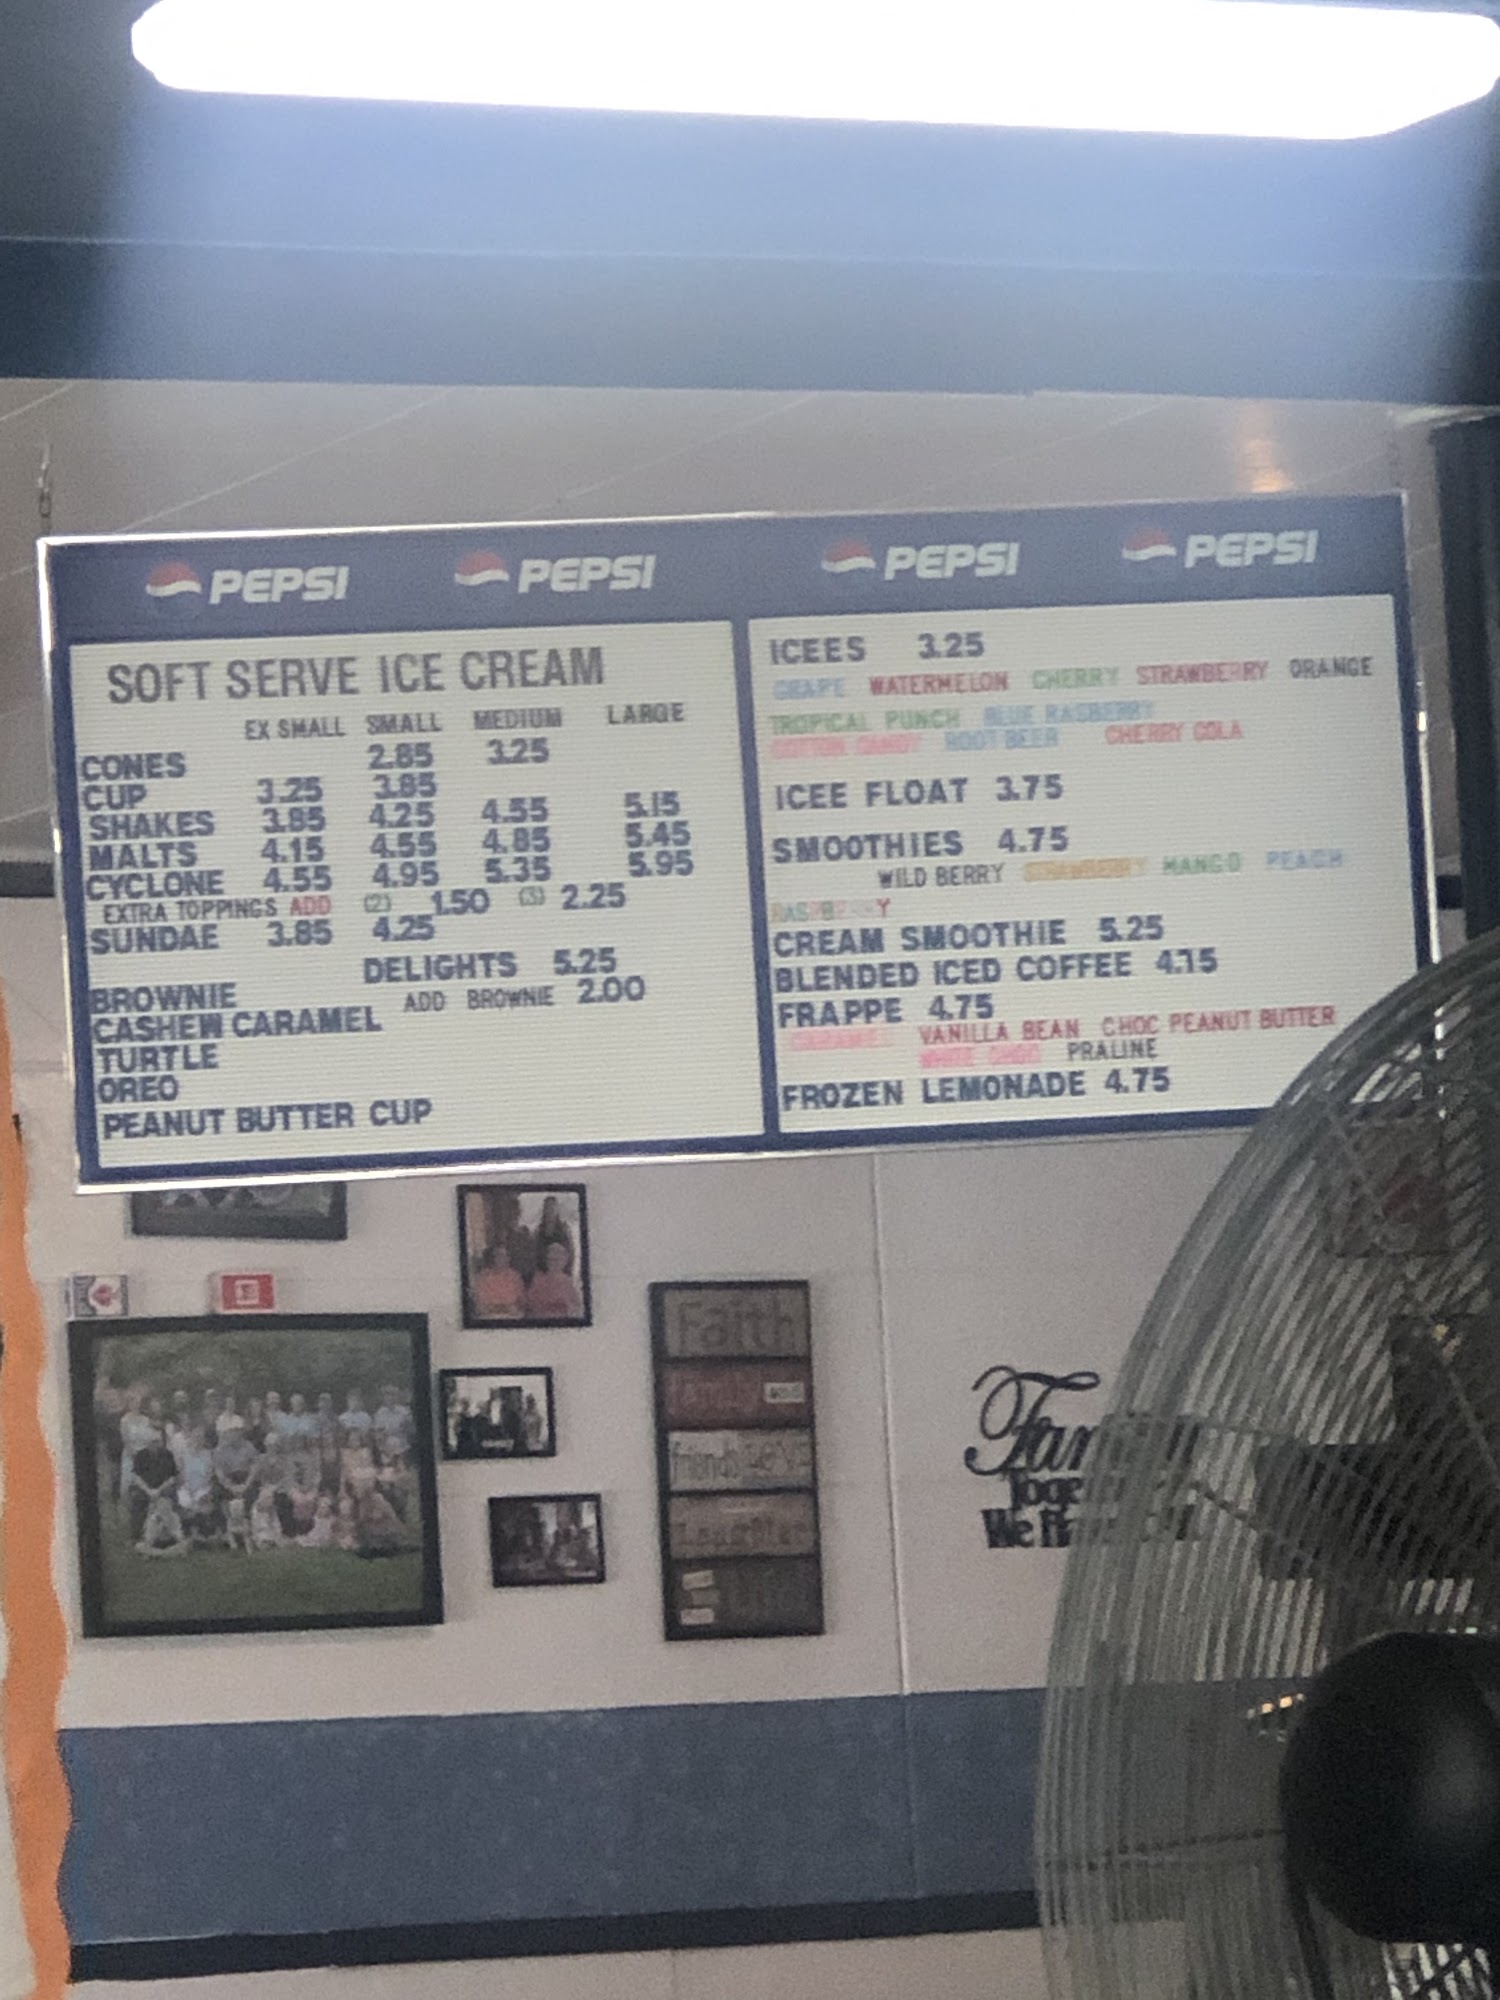 PEPSI PEPSI PEPSI PEPSI
SOFT SERVE ICE CREAM
EX SMALL SMALL MEDIUM LARGE
CONES 2.85 3.25
CUP 3.25 3.85
SHAKES 3.85 4.25 4.55 5.15
MALTS 4.15 4.55 4.85 5.45
CYCLONE 4.55 4.95 5.35 5.95
EXTRA TOPPINGS ADD (2) 1.50 (3) 2.25
SUNDAE 3.85 4.25
DELIGHTS 5.25
BROWNIE ADD BROWNIE 2.00
CASHEW CARAMEL
TURTLE
OREO
PEANUT BUTTER CUP
ICEES 3.25
GRAPE WATERMELON CHERRY STRAWBERRY ORANGE
TROPICAL PUNCH BLUE RASBERRY
COTTON CANDY ROOT BEER CHERRY COLA
ICEE FLOAT 3.75
SMOOTHIES 4.75
WILD BERRY STRAWBERRY MANGO PEACH
RASPBERRY
CREAM SMOOTHIE 5.25
BLENDED ICED COFFEE 4.75
FRAPPE 4.75
CARAMEL VANILLA BEAN CHOC PEANUT BUTTER
WHITE CHOC PRALINE
FROZEN LEMONADE 4.75
Faith
family
friends LOVE
Laughter